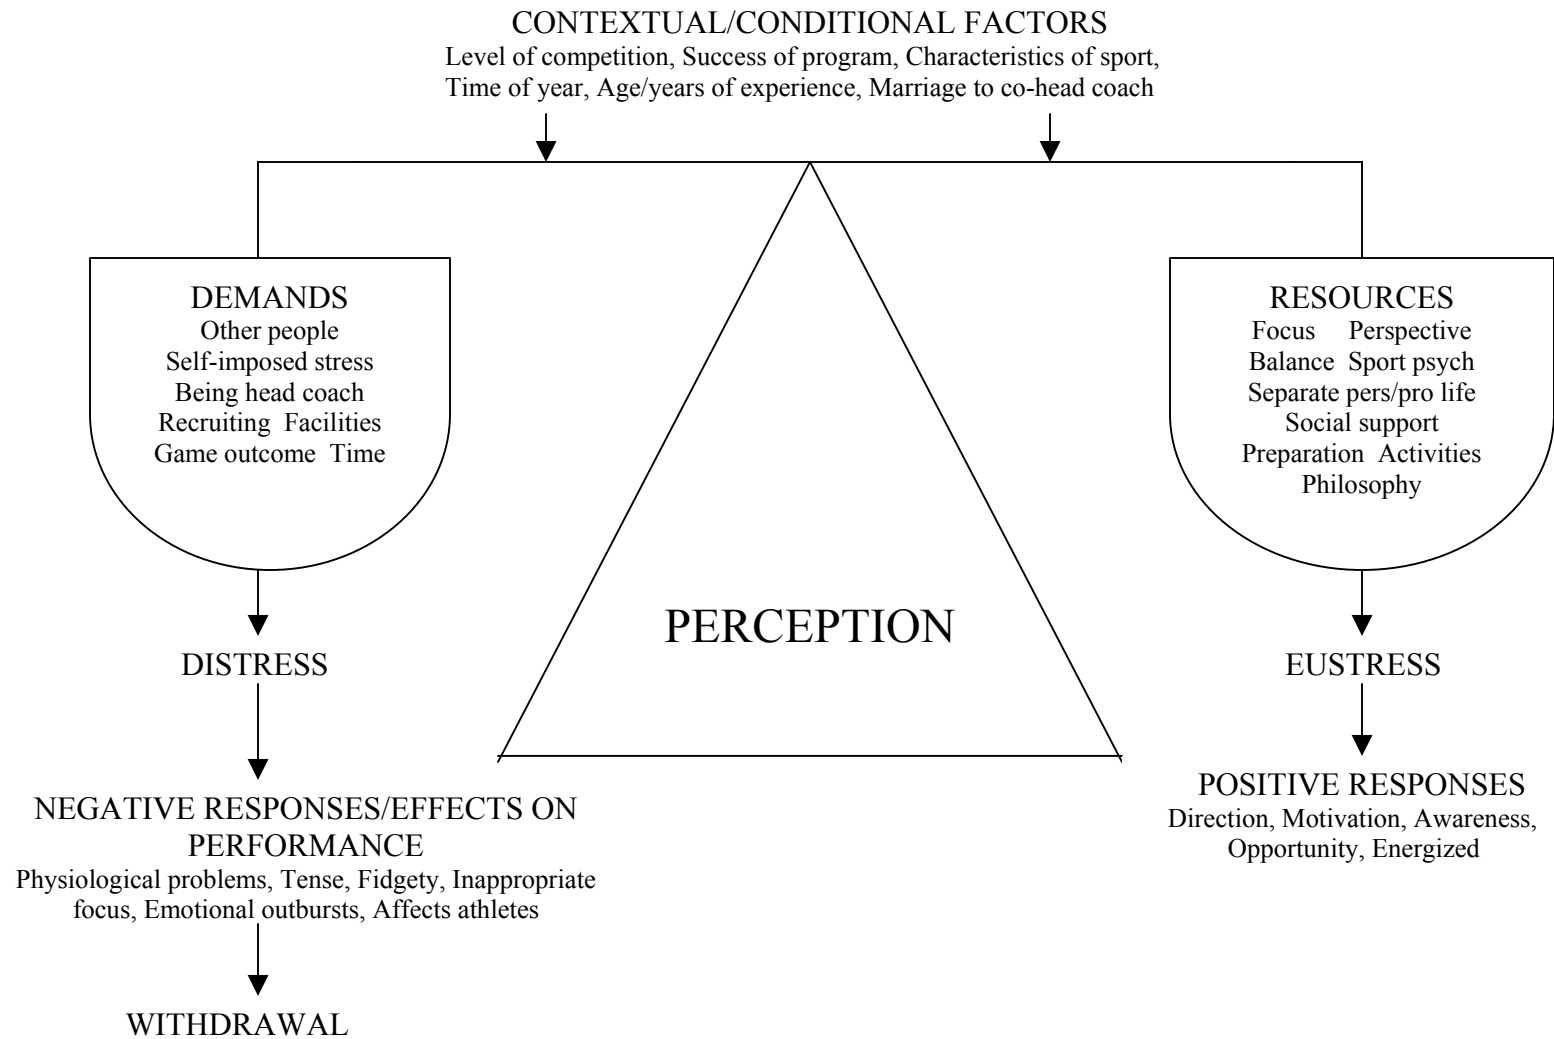 CONTEXTUAL/CONDITIONAL FACTORS
Level of competition, Success of program, Characteristics of sport,
Time of year, Age/years of experience, Marriage to co-head coach
DEMANDS
Other people
Self-imposed stress
Being head coach
Recruiting Facilities
Game outcome Time
RESOURCES
Focus Perspective
Balance Sport psych
Separate pers/pro life
Social support
Preparation Activities
Philosophy
PERCEPTION
DISTRESS
EUSTRESS
NEGATIVE RESPONSES/EFFECTS ON
PERFORMANCE
Physiological problems, Tense, Fidgety, Inappropriate
focus, Emotional outbursts, Affects athletes
POSITIVE RESPONSES
Direction, Motivation, Awareness,
Opportunity, Energized
WITHDRAWAL